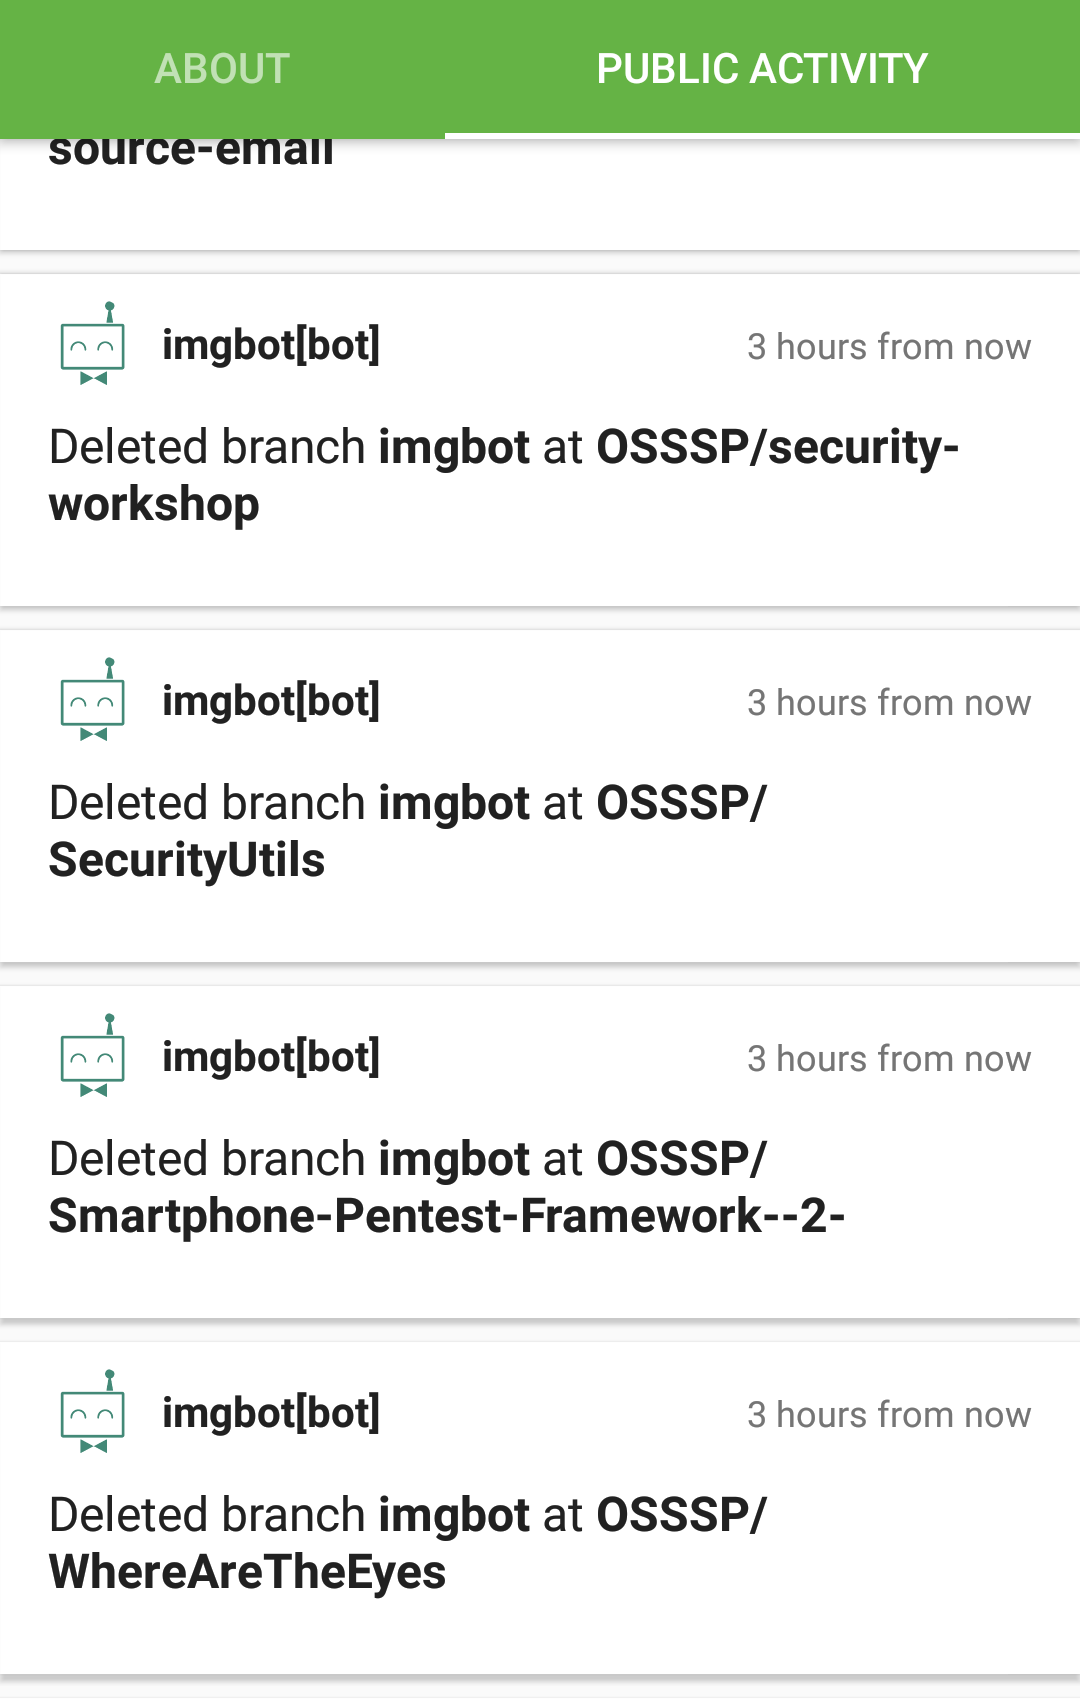 ABOUT
PUBLIC ACTIVITY
source-email
imgbot[bot]
3 hours from now
Deleted branch imgbot at OSSSP/security-
workshop
imgbot[bot]
3 hours from now
Deleted branch imgbot at OSSSP/
SecurityUtils
imgbot[bot]
3 hours from now
Deleted branch imgbot at OSSSP/
Smartphone-Pentest-Framework--2-
imgbot[bot]
3 hours from now
Deleted branch imgbot at OSSSP/
WhereAreTheEyes